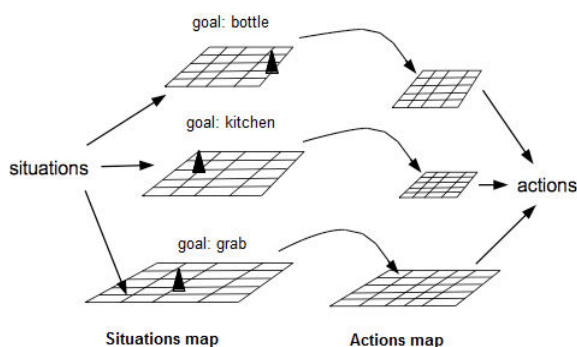 goal: bottle
goal: kitchen
situations
actions
goal: grab
Situations map
Actions map